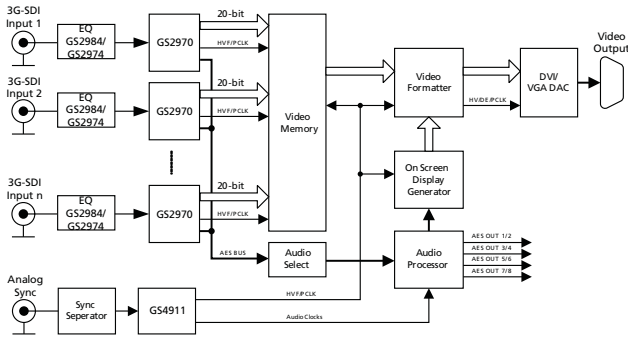 3G-SDI
Input 1
EQ
GS2984/
GS2974
GS2970
20-bit
HVF/PCLK
3G-SDI
Input 2
EQ
GS2984/
GS2974
GS2970
20-bit
HVF/PCLK
3G-SDI
Input n
EQ
GS2984/
GS2974
GS2970
20-bit
HVF/PCLK
AES BUS
Video
Memory
Audio
Select
Video
Formatter
HV/DE/PCLK
DVI/
VGA DAC
Video
Output
On Screen
Display
Generator
Audio
Processor
AES OUT 1/2
AES OUT 3/4
AES OUT 5/6
AES OUT 7/8
Analog
Sync
Sync
Seperator
GS4911
HVF/PCLK
Audio Clocks